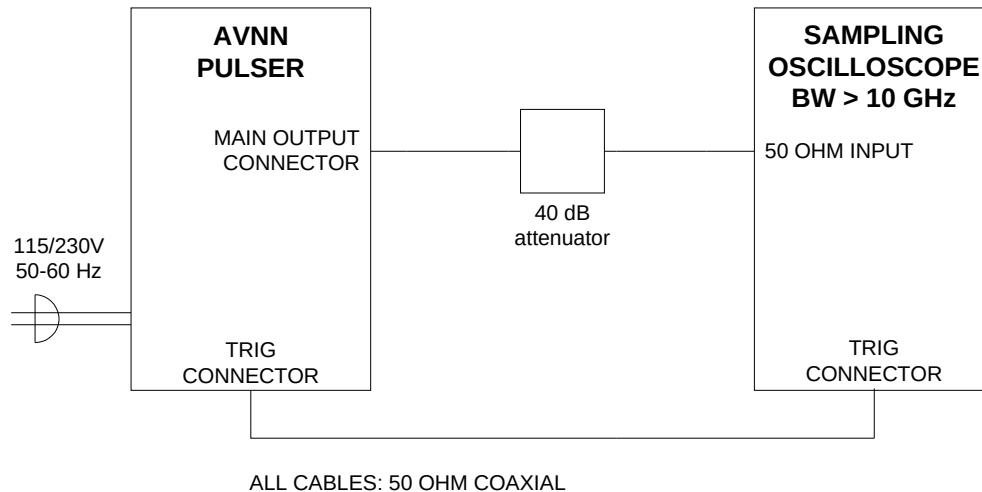 AVNN
PULSER
SAMPLING
OSCILLOSCOPE
BW > 10 GHz
MAIN OUTPUT
CONNECTOR
50 OHM INPUT
40 dB
attenuator
115/230V
50-60 Hz
TRIG
CONNECTOR
TRIG
CONNECTOR
ALL CABLES: 50 OHM COAXIAL